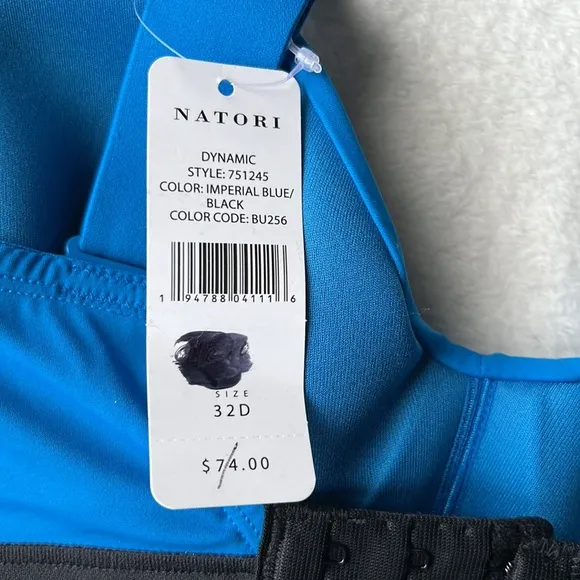 NATORI
DYNAMIC
STYLE: 751245
COLOR: IMPERIAL BLUE/
BLACK
COLOR CODE: BU256
1 94788 04111 6
SIZE
32D
$74.00